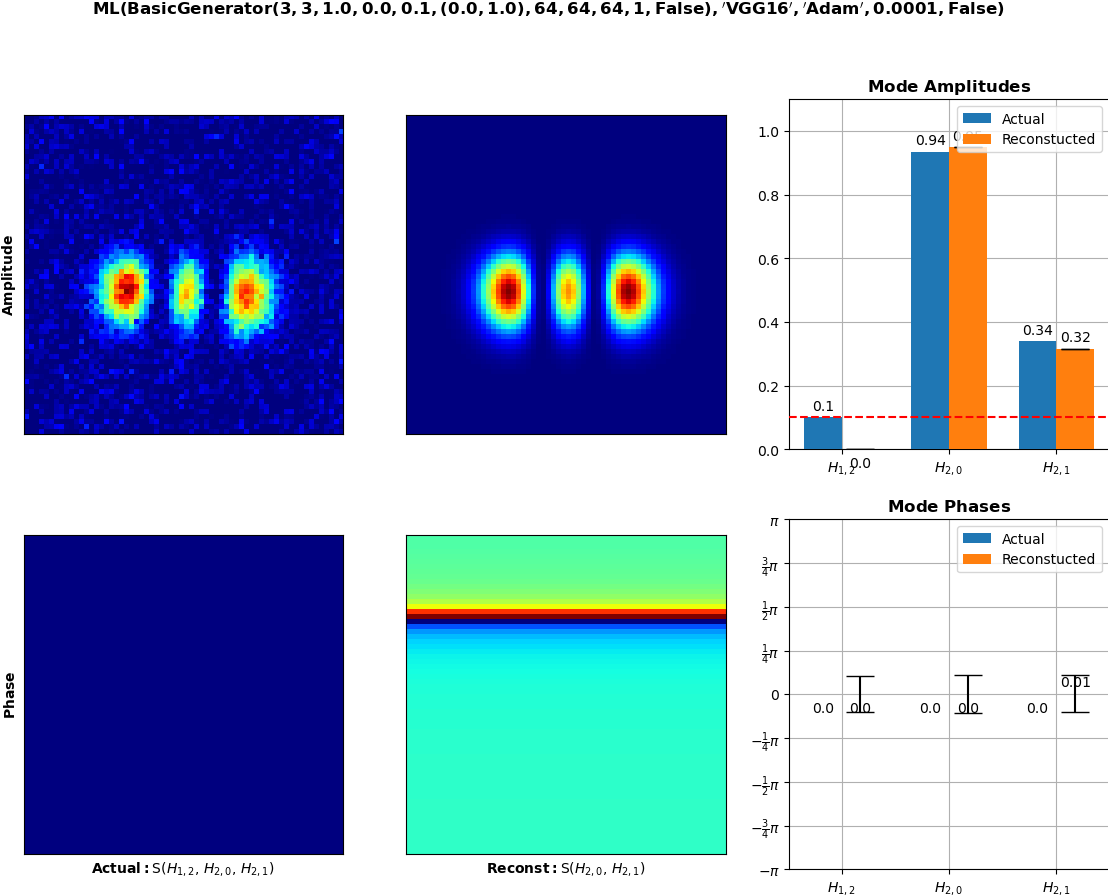 ML(BasicGenerator(3, 3, 1.0, 0.0, 0.1, (0.0, 1.0), 64, 64, 64, 1, False), ′VGG16′, ′Adam′, 0.0001, False)
Amplitude
Mode Amplitudes
Actual
Reconstucted
1.0
0.8
0.6
0.4
0.2
0.0
0.1
0.0
0.94
0.34
0.32
H1,2
H2,0
H2,1
Phase
Actual: S(H1,2, H2,0, H2,1)
Reconst: S(H2,0, H2,1)
Mode Phases
Actual
Reconstucted
π
3/4π
1/2π
1/4π
0
−1/4π
−1/2π
−3/4π
−π
0.0
0.0
0.0
0.0
0.0
0.01
H1,2
H2,0
H2,1